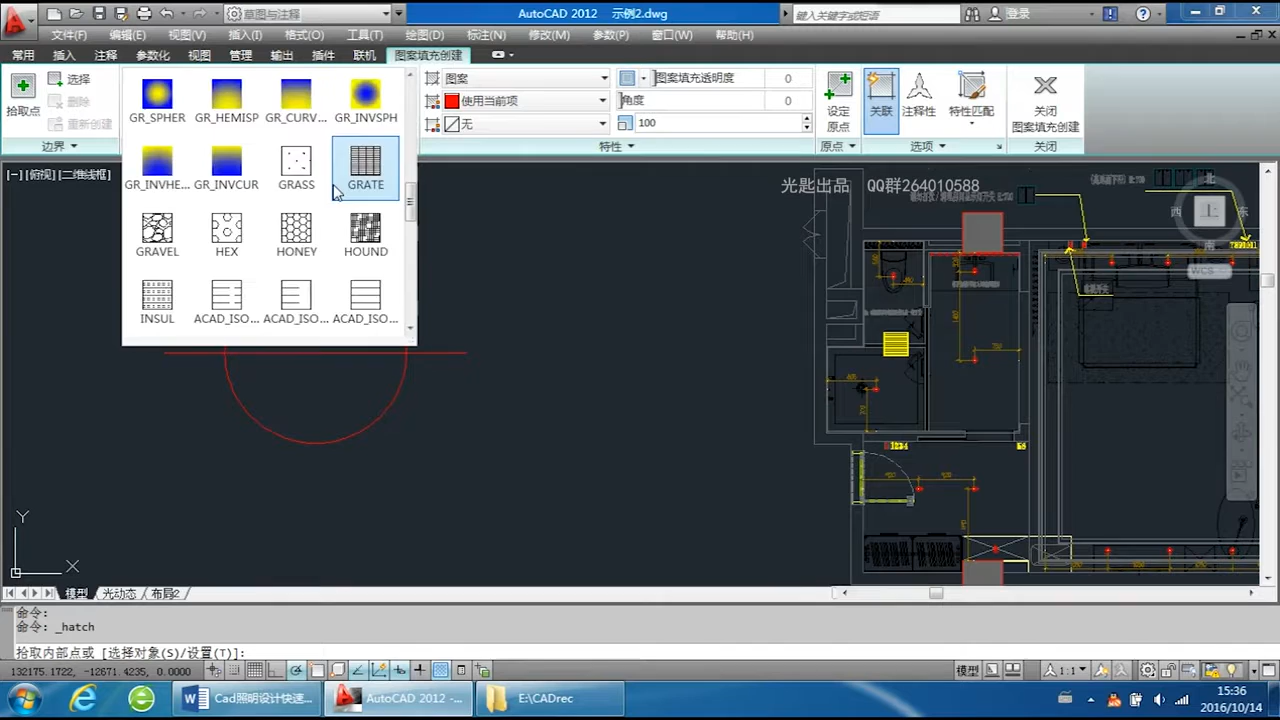 草图与注释
AutoCAD 2012 示例2.dwg
输入关键字或短语
登录
文件(F) 编辑(E) 视图(V) 插入(I) 格式(O) 工具(T) 绘图(D) 标注(N) 修改(M) 参数(P) 窗口(W) 帮助(H)
常用 插入 注释 参数化 视图 管理 输出 插件 联机 图案填充创建
拾取点
选择
删除
重新创建
边界
GR_SPHER GR_HEMISP GR_CURV... GR_INVSPH
GR_INVHE... GR_INVCUR GRASS GRATE
GRAVEL HEX HONEY HOUND
INSUL ACAD_ISO... ACAD_ISO... ACAD_ISO...
图案
使用当前项
无
图案填充透明度 0
角度 0
100
特性
设定
原点
原点
关联 注释性 特性匹配
选项
关闭
图案填充创建
关闭
[−] [俯视] [二维线框]
光匙出品 QQ群264010588
北
西 上 东
南
WCS
Y
X
模型 光动态 布局2
命令:
命令: _hatch
拾取内部点或 [选择对象(S)/设置(T)]:
132175.1722, -12671.4235, 0.0000
模型
1:1
Cad照明设计快速...
AutoCAD 2012 -...
E:\CADrec
15:36
2016/10/14